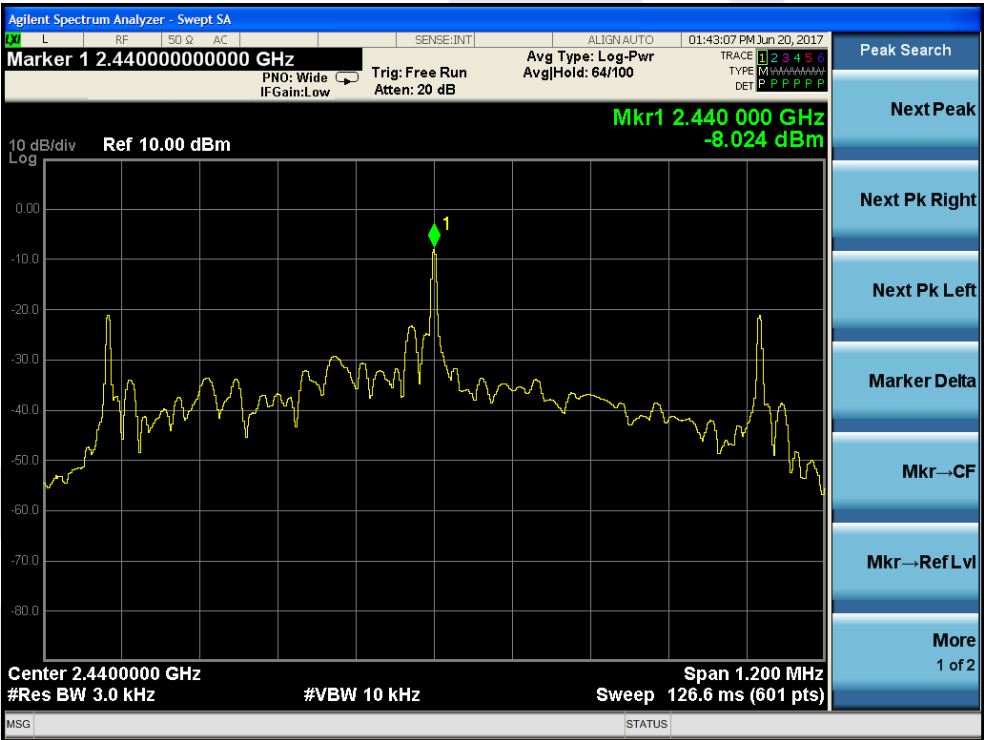 Agilent Spectrum Analyzer - Swept SA
LXI L RF 50 Ω AC SENSE:INT ALIGN AUTO 01:43:07 PM Jun 20, 2017
Marker 1 2.440000000000 GHz
PNO: Wide
IFGain:Low
Trig: Free Run
Atten: 20 dB
Avg Type: Log-Pwr
Avg|Hold: 64/100
TRACE 1 2 3 4 5 6
TYPE M W W W W W
DET P P P P P P
Peak Search
Mkr1 2.440 000 GHz
-8.024 dBm
10 dB/div Ref 10.00 dBm
Log
1
0.00
-10.0
-20.0
-30.0
-40.0
-50.0
-60.0
-70.0
-80.0
Next Peak
Next Pk Right
Next Pk Left
Marker Delta
Mkr→CF
Mkr→Ref Lvl
More
1 of 2
Center 2.4400000 GHz Span 1.200 MHz
#Res BW 3.0 kHz #VBW 10 kHz Sweep 126.6 ms (601 pts)
MSG STATUS